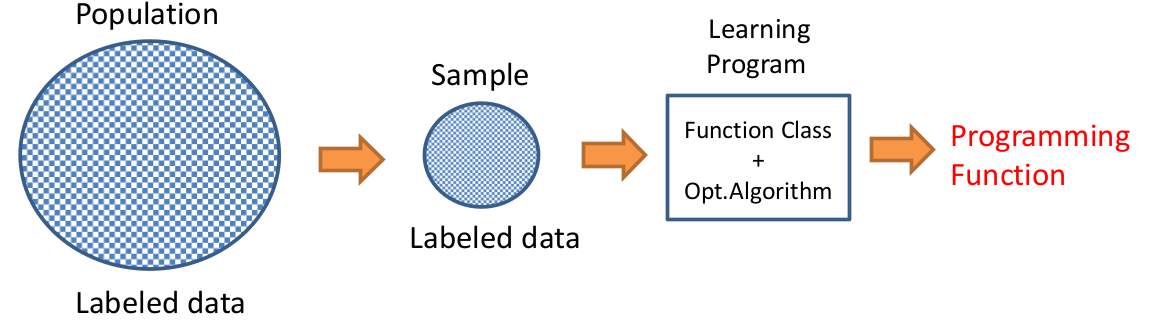 Population
Labeled data
Sample
Labeled data
Learning
Program
Function Class
+
Opt.Algorithm
Programming
Function